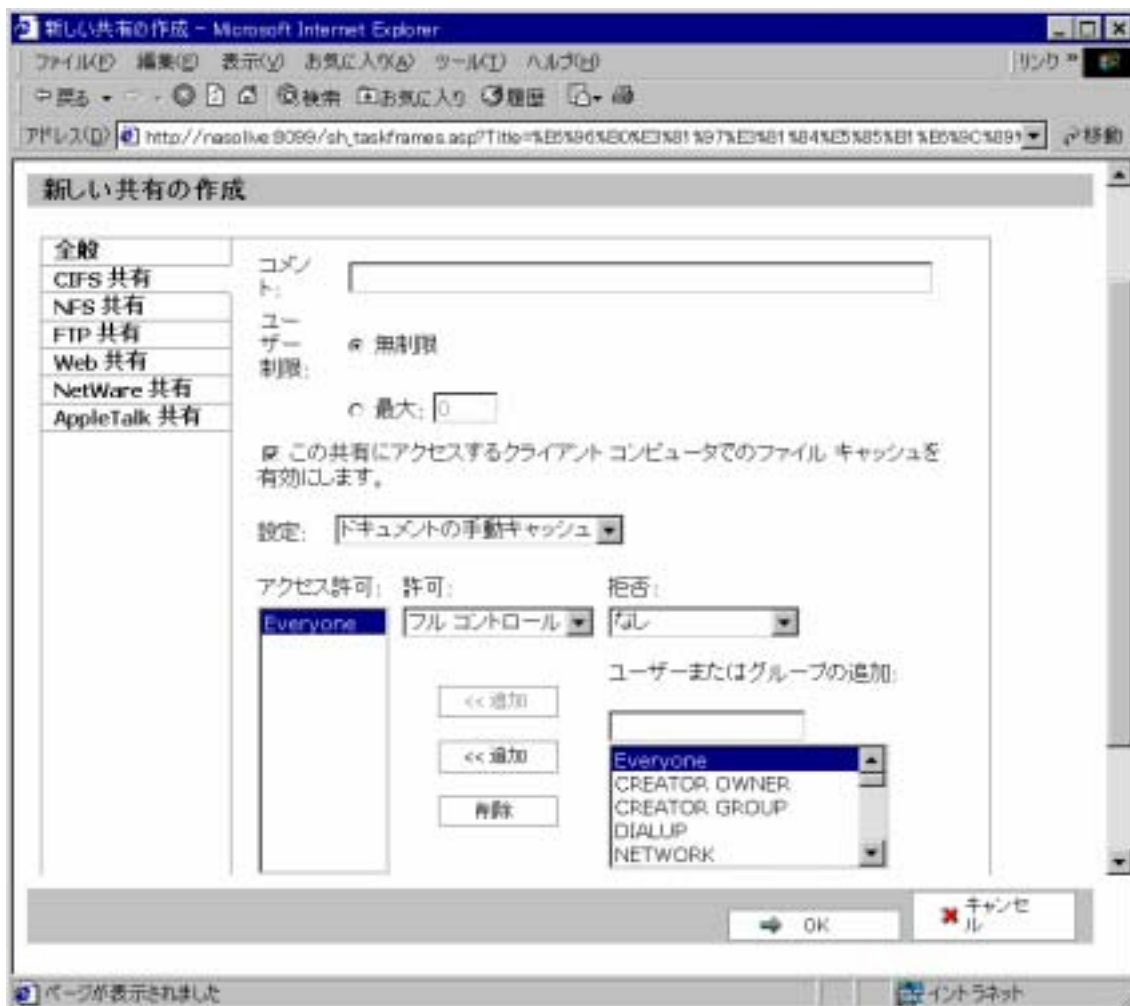 新しい共有の作成 - Microsoft Internet Explorer
ファイル(F) 編集(E) 表示(V) お気に入り(A) ツール(T) ヘルプ(H) リンク »
戻る 検索 お気に入り 履歴
アドレス(D) http://nasolive:8099/sh_taskframes.asp?Title=%E6%96%B0%E3%81%97%E3%81%84%E5%85%B1%E6%9C%89% 移動
新しい共有の作成
全般
CIFS 共有
NFS 共有
FTP 共有
Web 共有
NetWare 共有
AppleTalk 共有
コメン
ト:
ユー
ザー
制限:
無制限
最大: 0
この共有にアクセスするクライアント コンピュータでのファイル キャッシュを
有効にします。
設定: ドキュメントの手動キャッシュ
アクセス許可: 許可: 拒否:
Everyone フル コントロール なし
ユーザーまたはグループの追加:
<< 追加
<< 追加
削除
Everyone
CREATOR OWNER
CREATOR GROUP
DIALUP
NETWORK
OK
キャンセ
ル
ページが表示されました イントラネット